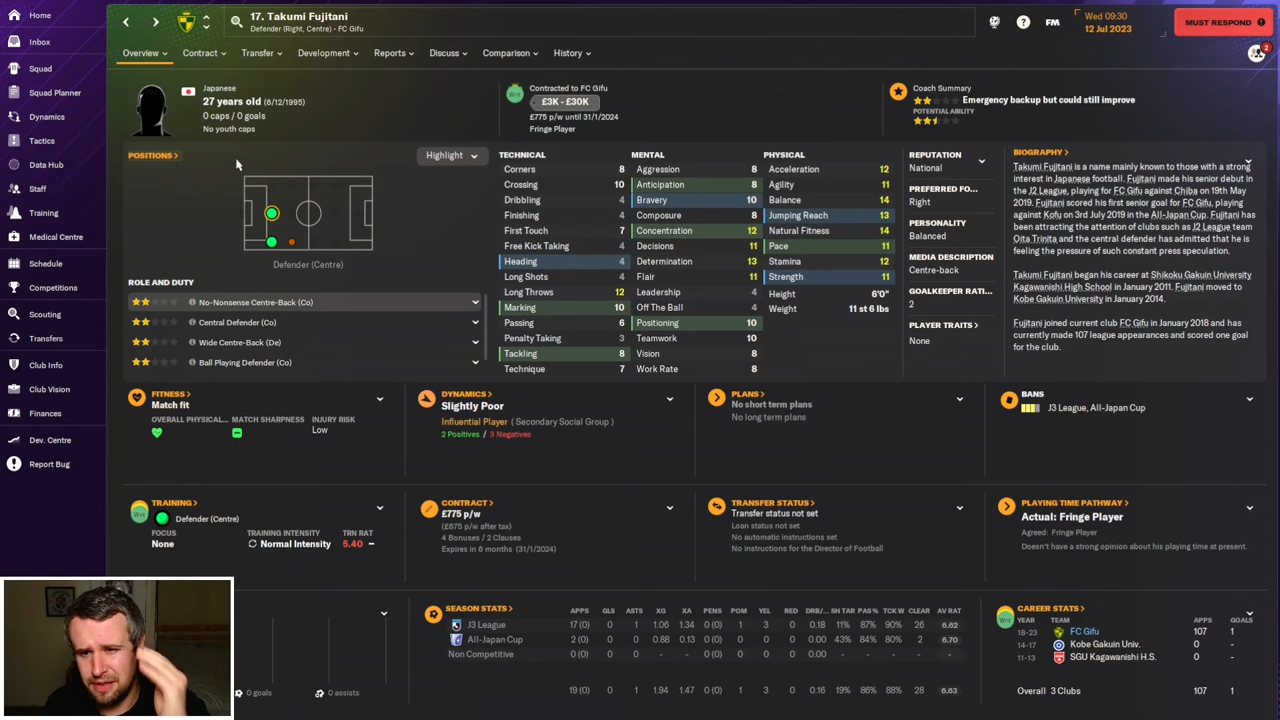 Home
Inbox
Squad
Squad Planner
Dynamics
Tactics
Data Hub
Staff
Training
Medical Centre
Schedule
Competitions
Scouting
Transfers
Club Info
Club Vision
Finances
Dev. Centre
Report Bug
17. Takumi Fujitani
Defender (Right, Centre) - FC Gifu
FM
Wed 09:30
12 Jul 2023
MUST RESPOND
2
Overview
Contract
Transfer
Development
Reports
Discuss
Comparison
History
Japanese
27 years old (6/12/1995)
0 caps / 0 goals
No youth caps
Contracted to FC Gifu
£3K - £30K
£775 p/w until 31/1/2024
Fringe Player
Coach Summary
Emergency backup but could still improve
POTENTIAL ABILITY
POSITIONS >
Highlight
Defender (Centre)
ROLE AND DUTY
No-Nonsense Centre-Back (Co)
Central Defender (Co)
Wide Centre-Back (De)
Ball Playing Defender (Co)
TECHNICAL
Corners 8
Crossing 10
Dribbling 4
Finishing 4
First Touch 7
Free Kick Taking 4
Heading 4
Long Shots 4
Long Throws 12
Marking 10
Passing 6
Penalty Taking 3
Tackling 8
Technique 7
MENTAL
Aggression 8
Anticipation 8
Bravery 10
Composure 8
Concentration 12
Decisions 11
Determination 13
Flair 11
Leadership 4
Off The Ball 4
Positioning 10
Teamwork 10
Vision 8
Work Rate 8
PHYSICAL
Acceleration 12
Agility 11
Balance 14
Jumping Reach 13
Natural Fitness 14
Pace 11
Stamina 12
Strength 11
Height 6'0"
Weight 11 st 6 lbs
REPUTATION
National
PREFERRED FO...
Right
PERSONALITY
Balanced
MEDIA DESCRIPTION
Centre-back
GOALKEEPER RATI...
2
PLAYER TRAITS >
None
BIOGRAPHY >
Takumi Fujitani is a name mainly known to those with a strong
interest in Japanese football. Fujitani made his senior debut in
the J2 League, playing for FC Gifu against Chiba on 19th May
2019. Fujitani scored his first senior goal for FC Gifu, playing
against Kofu on 3rd July 2019 in the All-Japan Cup. Fujitani has
been attracting the attention of clubs such as J2 League team
Oita Trinita and the central defender has admitted that he is
feeling the pressure of such constant press speculation.
Fujitani began his career at Shikoku Gakuin University
Kagawanishi High School in January 2011. Fujitani moved to
Kobe Gakuin University in January 2014.
Fujitani joined current club FC Gifu in January 2018 and has
currently made 107 league appearances and scored one goal
for the club.
FITNESS >
Match fit
OVERALL PHYSICAL... MATCH SHARPNESS INJURY RISK
Low
DYNAMICS >
Slightly Poor
Influential Player ( Secondary Social Group )
2 Positives / 3 Negatives
PLANS >
No short term plans
No long term plans
BANS
J3 League, All-Japan Cup
TRAINING >
Defender (Centre)
FOCUS TRAINING INTENSITY TRN RAT
None Normal Intensity 5.40 –
CONTRACT >
£775 p/w
(£675 p/w after tax)
4 Bonuses / 2 Clauses
Expires in 6 months (31/1/2024)
TRANSFER STATUS >
Transfer status not set
Loan status not set
No automatic instructions set
No instructions for the Director of Football
PLAYING TIME PATHWAY >
Actual: Fringe Player
Agreed: Fringe Player
Doesn't have a strong opinion about his playing time at present.
0 goals
0 assists
SEASON STATS > APPS GLS ASTS XG XA PENS POM YEL RED DRB/... SH TAR PAS % TCK W CLEAR AV RAT
J3 League 17 (0) 0 1 1.06 1.34 0 (0) 1 3 0 0.18 11% 87% 90% 26 6.62
All-Japan Cup 2 (0) 0 0 0.88 0.13 0 (0) 0 0 0 0.00 43% 84% 80% 2 6.70
Non Competitive - - - - - 0 (0) 0 0 0 0.00 - - - - -
19 (0) 0 1 1.94 1.47 0 (0) 1 3 0 0.16 19% 86% 88% 28 6.63
CAREER STATS >
YEAR TEAM APPS GOALS
18-23 FC Gifu 107 1
14-17 Kobe Gakuin Univ. 0 -
11-13 SGU Kagawanishi H.S. 0 -
Overall 3 Clubs 107 1